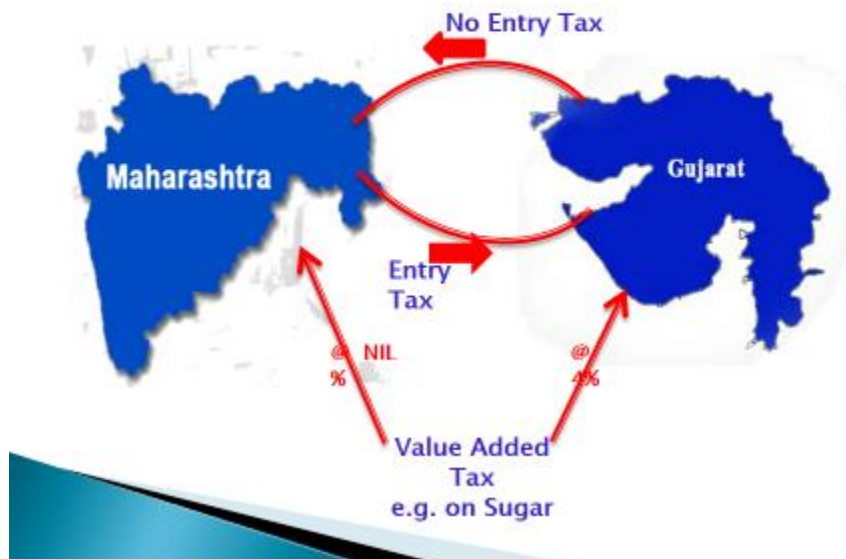 No Entry Tax
Maharashtra
Gujarat
Entry
Tax
@ NIL
%
@
4%
Value Added
Tax
e.g. on Sugar